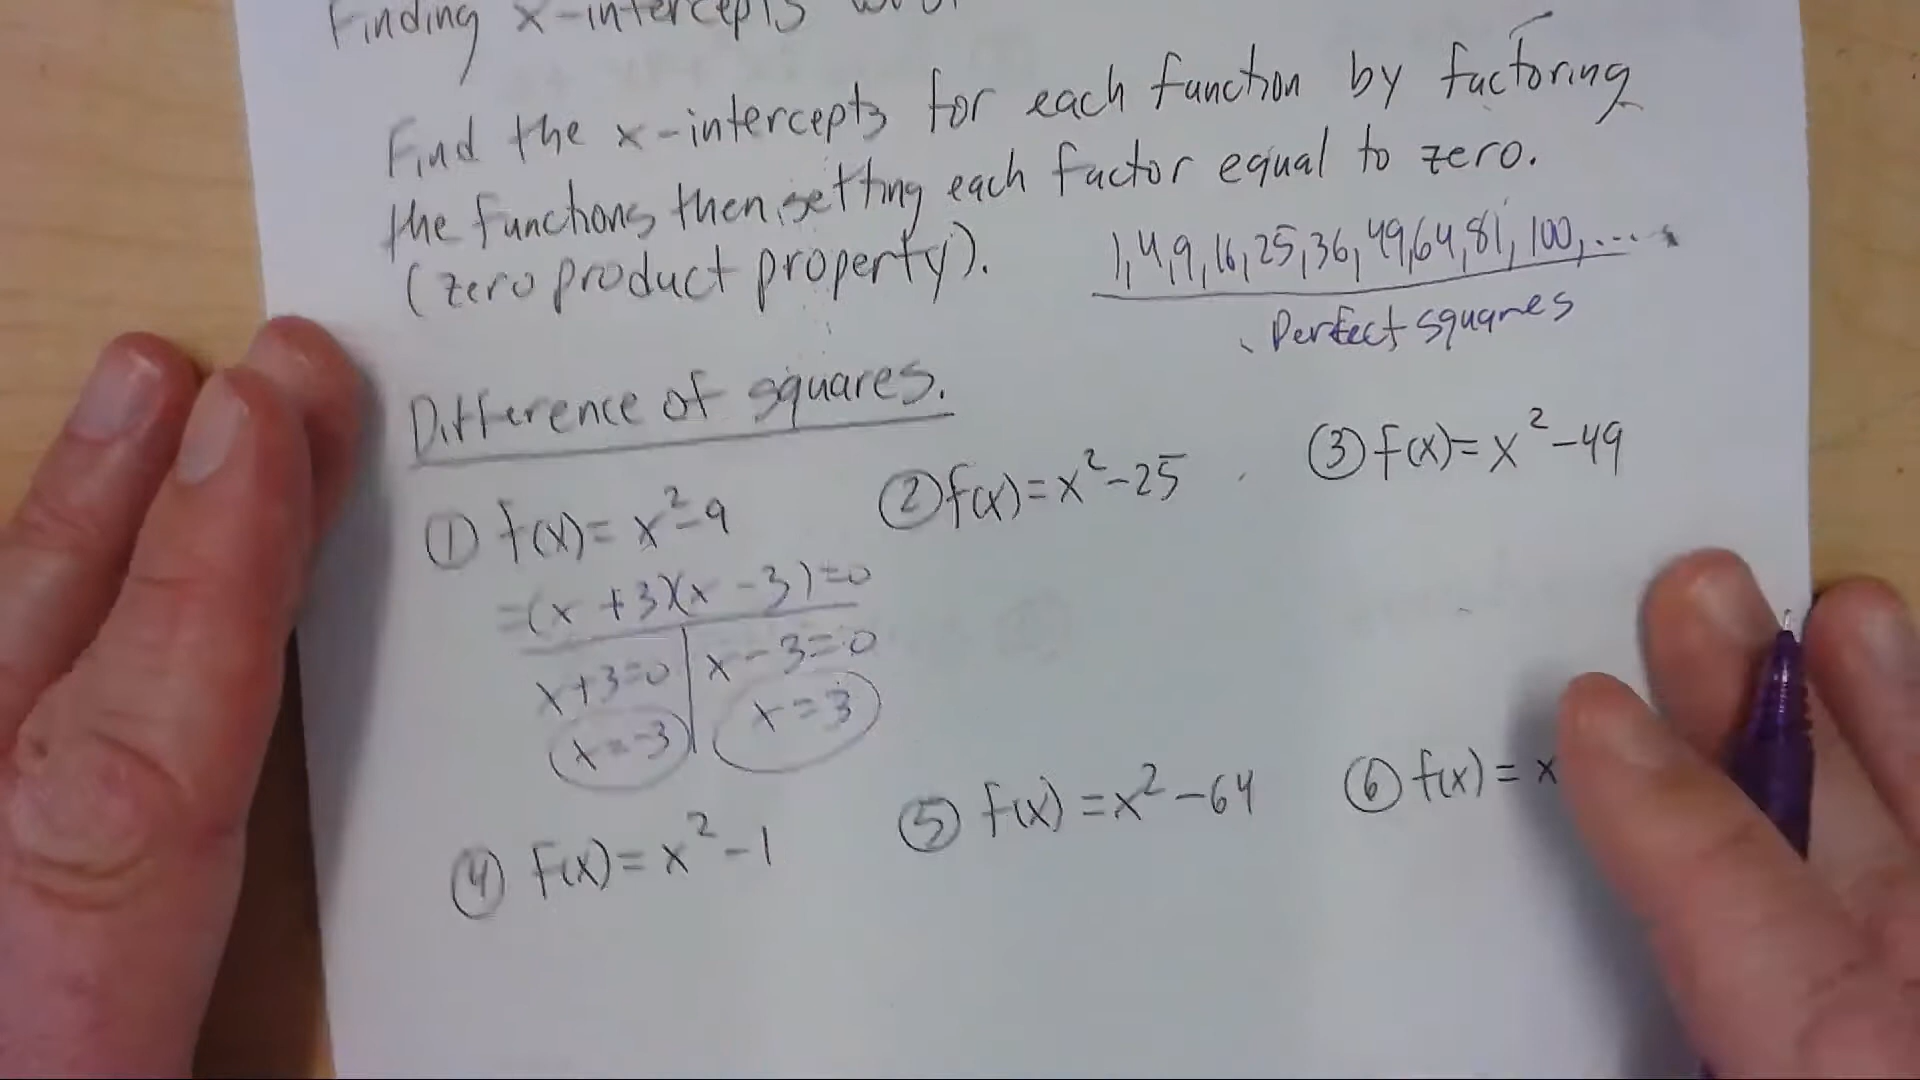 Finding x-intercepts
Find the x-intercepts for each function by factoring
the functions then setting each factor equal to zero.
(zero product property).
1,4,9,16,25,36,49,64,81,100,....
Perfect squares
Difference of squares.
① f(x)= x²-9
=(x+3)(x-3)=0
x+3=0 | x-3=0
x=-3 | x=3
② f(x)=x²-25
③ f(x)=x²-49
④ f(x)=x²-1
⑤ f(x)=x²-64
⑥ f(x)=x